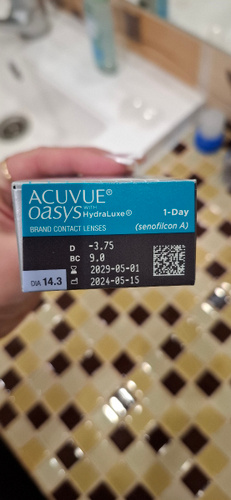 ACUVUE®
oasys WITH HydraLuxe® 1-Day
BRAND CONTACT LENSES (senofilcon A)
D -3.75
BC 9.0
2029-05-01
DIA 14.3 2024-05-15